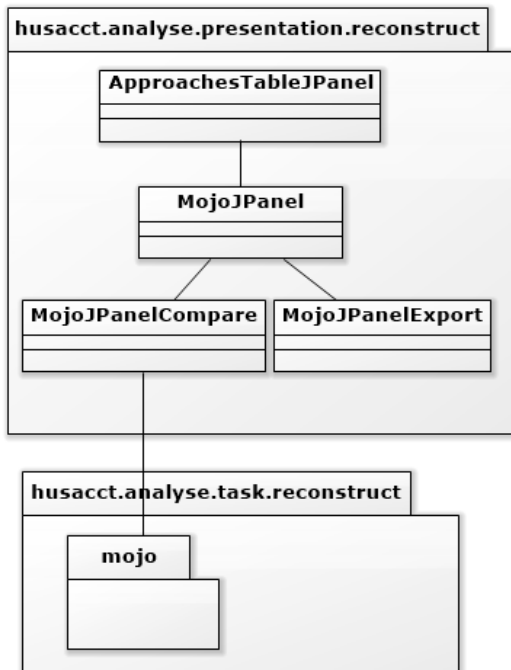 husacct.analyse.presentation.reconstruct
ApproachesTableJPanel
MojoJPanel
MojoJPanelCompare
MojoJPanelExport
husacct.analyse.task.reconstruct
mojo